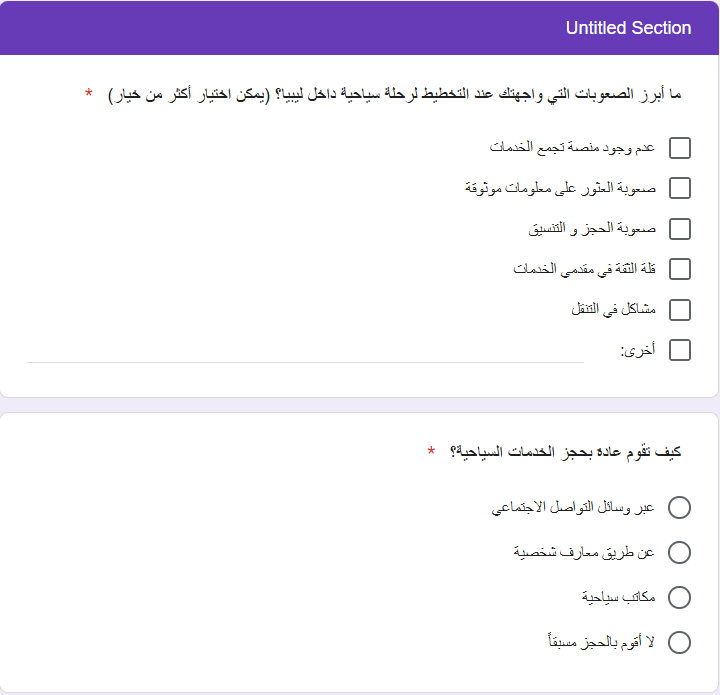 Untitled Section
ما أبرز الصعوبات التي واجهتك عند التخطيط لرحلة سياحية داخل ليبيا؟ (يمكن اختيار أكثر من خيار) *
عدم وجود منصة تجمع الخدمات
صعوبة العثور على معلومات موثوقة
صعوبة الحجز و التنسيق
قلة الثقة في مقدمي الخدمات
مشاكل في التنقل
أخرى:
كيف تقوم عادة بحجز الخدمات السياحية؟ *
عبر وسائل التواصل الاجتماعي
عن طريق معارف شخصية
مكاتب سياحية
لا أقوم بالحجز مسبقاً